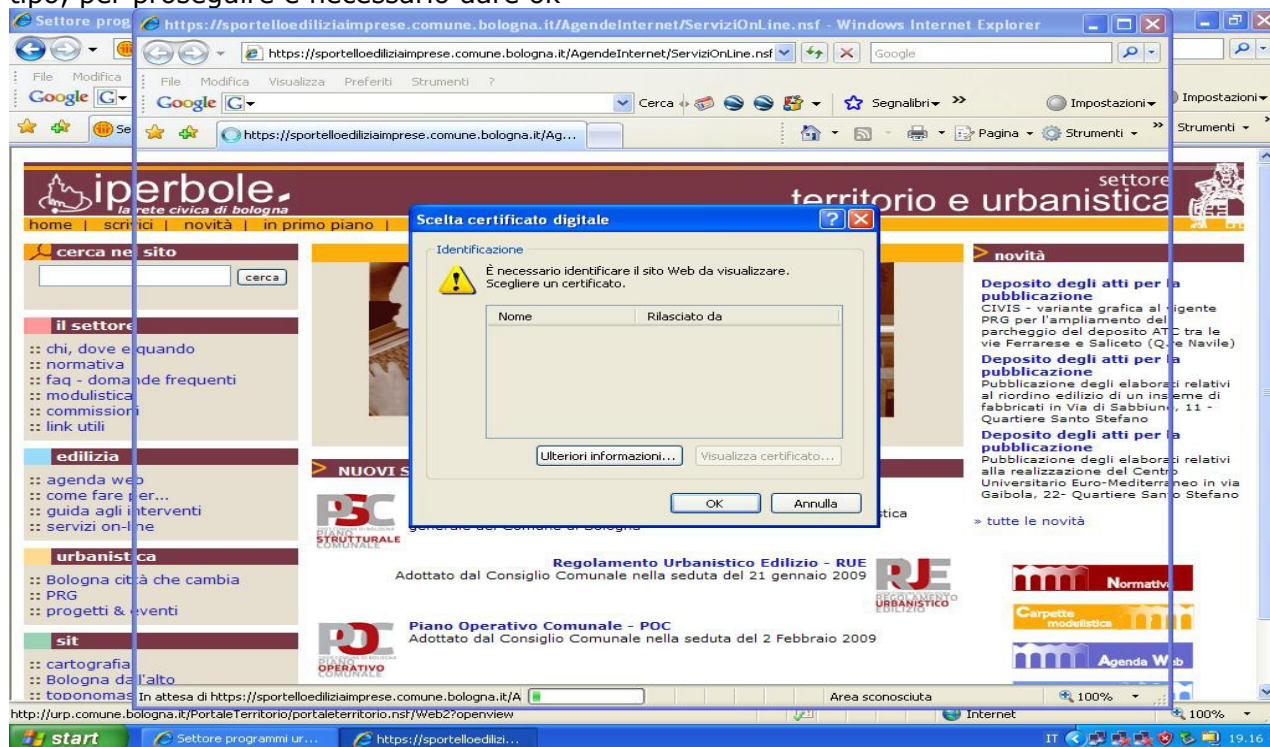 tipo, per proseguire è necessario dare ok
Settore prog
https://sportelloediliziaimprese.comune.bologna.it/AgendeInternet/ServiziOnLine.nsf - Windows Internet Explorer
https://sportelloediliziaimprese.comune.bologna.it/AgendeInternet/ServiziOnLine.nsf
Google
File Modifica
File Modifica Visualizza Preferiti Strumenti ?
Google G
Google G
Cerca
Segnalibri
Impostazioni
Impostazioni
Se
https://sportelloediliziaimprese.comune.bologna.it/Ag...
Pagina
Strumenti
Strumenti
iperbole
la rete civica di bologna
settore
territorio e urbanistica
home | scrivici | novità | in primo piano |
cerca nel sito
cerca
il settore
:: chi, dove e quando
:: normativa
:: faq - domande frequenti
:: modulistica
:: commissioni
:: link utili
edilizia
:: agenda web
:: come fare per...
:: guida agli interventi
:: servizi on-line
urbanistica
:: Bologna città che cambia
:: PRG
:: progetti & eventi
sit
:: cartografia
:: Bologna dall'alto
:: toponomas
Scelta certificato digitale
Identificazione
È necessario identificare il sito Web da visualizzare.
Scegliere un certificato.
Nome
Rilasciato da
Ulteriori informazioni...
Visualizza certificato...
OK
Annulla
> NUOVI S
PSC
PIANO
STRUTTURALE
COMUNALE
stica
generale del Comune di Bologna
Regolamento Urbanistico Edilizio - RUE
Adottato dal Consiglio Comunale nella seduta del 21 gennaio 2009
RUE
REGOLAMENTO
URBANISTICO
EDILIZIO
Piano Operativo Comunale - POC
Adottato dal Consiglio Comunale nella seduta del 2 Febbraio 2009
POC
PIANO
OPERATIVO
COMUNALE
> novità
Deposito degli atti per la
pubblicazione
CIVIS - variante grafica al vigente
PRG per l'ampliamento del
parcheggio del deposito ATC tra le
vie Ferrarese e Saliceto (Q.re Navile)
Deposito degli atti per la
pubblicazione
Pubblicazione degli elaborati relativi
al riordino edilizio di un insieme di
fabbricati in Via di Sabbiuno, 11 -
Quartiere Santo Stefano
Deposito degli atti per la
pubblicazione
Pubblicazione degli elaborati relativi
alla realizzazione del Centro
Universitario Euro-Mediterraneo in via
Gaibola, 22- Quartiere Santo Stefano
» tutte le novità
Normativa
Carpetta
modulistica
Agenda Web
In attesa di https://sportelloediliziaimprese.comune.bologna.it/A
Area sconosciuta
100%
http://urp.comune.bologna.it/PortaleTerritorio/portaleterritorio.nsf/Web2?openview
Internet
100%
start
Settore programmi ur...
https://sportelloedilizi...
IT
19.16